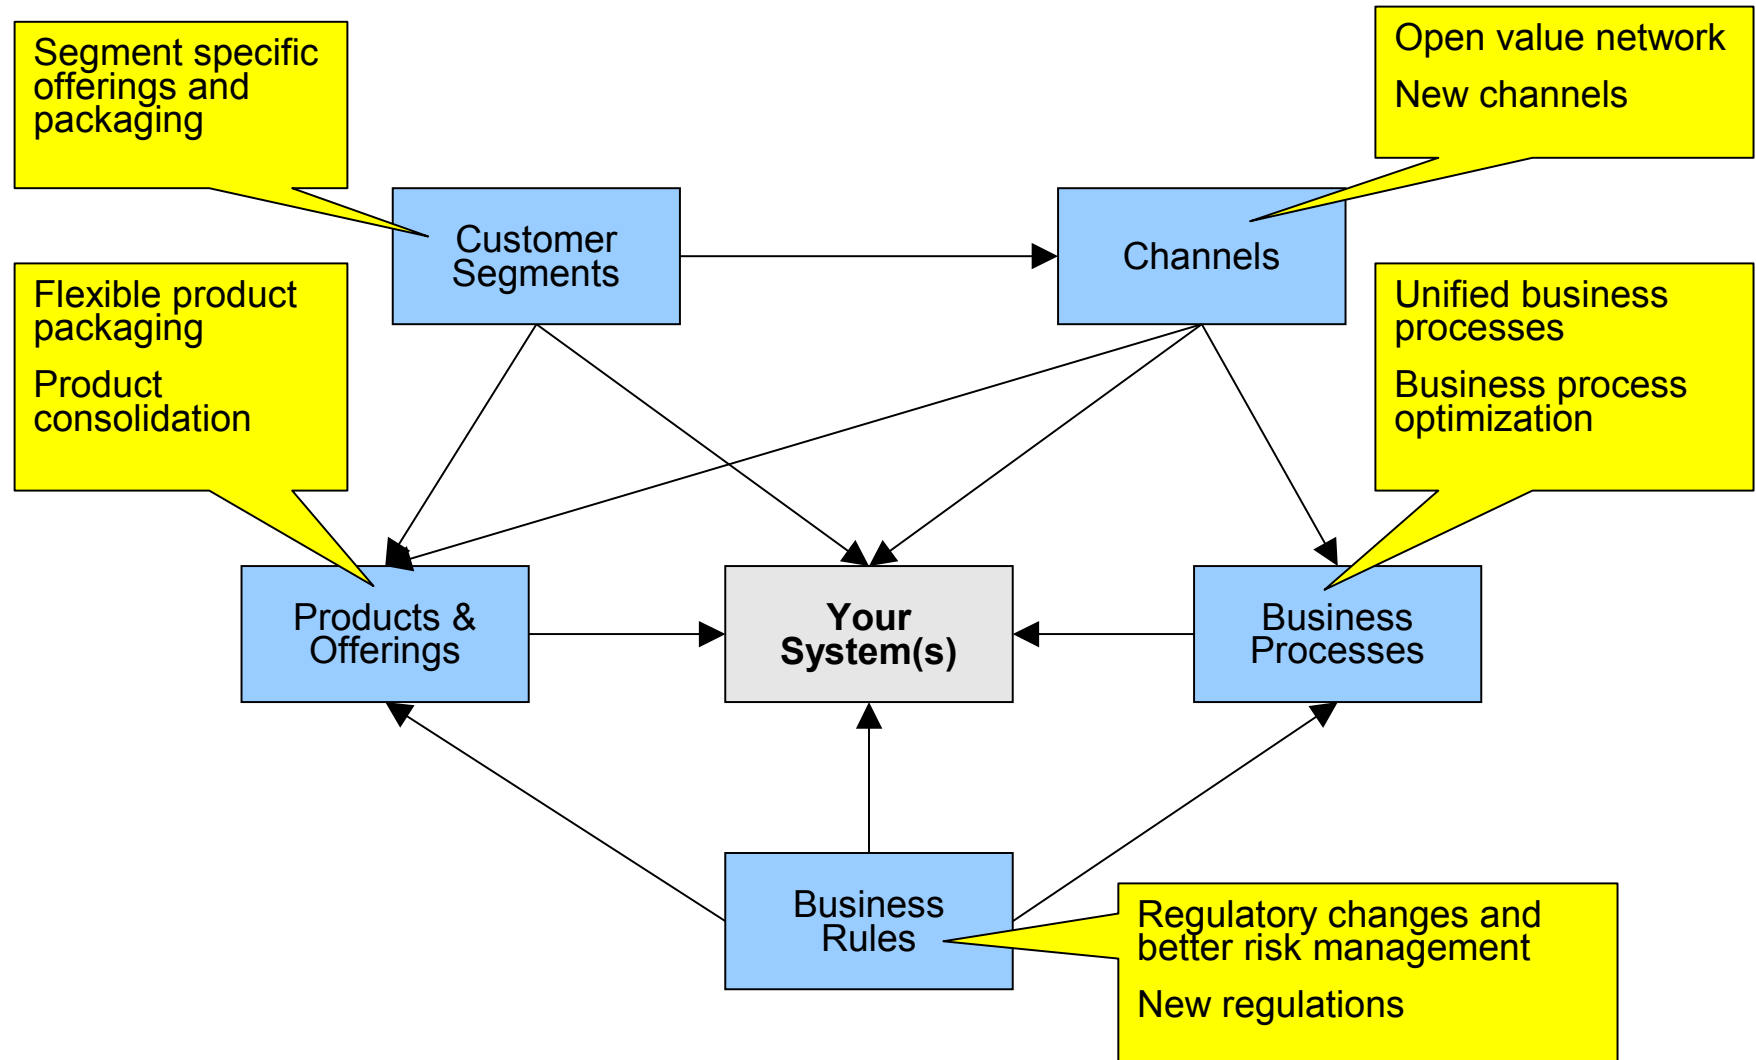 Segment specific
offerings and
packaging
Open value network
New channels
Customer
Segments
Channels
Flexible product
packaging
Product
consolidation
Unified business
processes
Business process
optimization
Products &
Offerings
Your
System(s)
Business
Processes
Business
Rules
Regulatory changes and
better risk management
New regulations